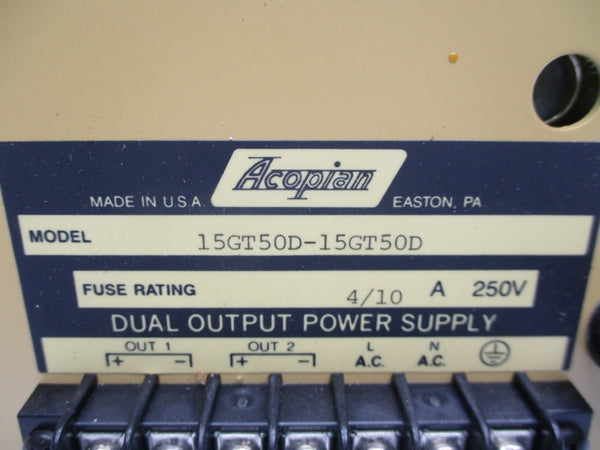 Acopian
MADE IN U.S.A. EASTON, PA
MODEL 15GT50D-15GT50D
FUSE RATING 4/10 A 250V
DUAL OUTPUT POWER SUPPLY
OUT 1 OUT 2 L N
+ − + − A.C. A.C.